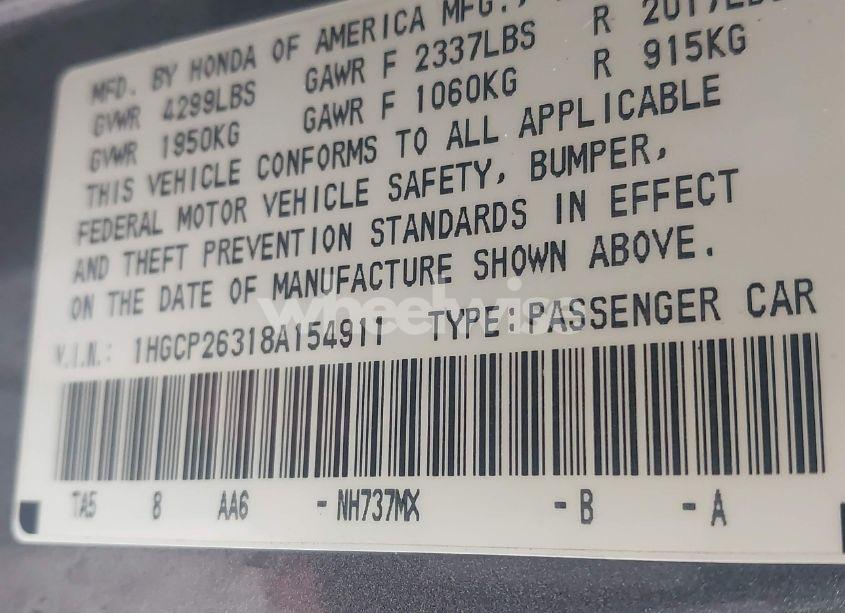 MFD. BY HONDA OF AMERICA MFG.,
GVWR 4299LBS GAWR F 2337LBS R 2017LBS
GVWR 1950KG GAWR F 1060KG R 915KG
THIS VEHICLE CONFORMS TO ALL APPLICABLE
FEDERAL MOTOR VEHICLE SAFETY, BUMPER,
AND THEFT PREVENTION STANDARDS IN EFFECT
ON THE DATE OF MANUFACTURE SHOWN ABOVE.
wheelwise
V.I.N.: 1HGCP26318A154911 TYPE:PASSENGER CAR
TA5 8 AA6 -NH737MX -B -A